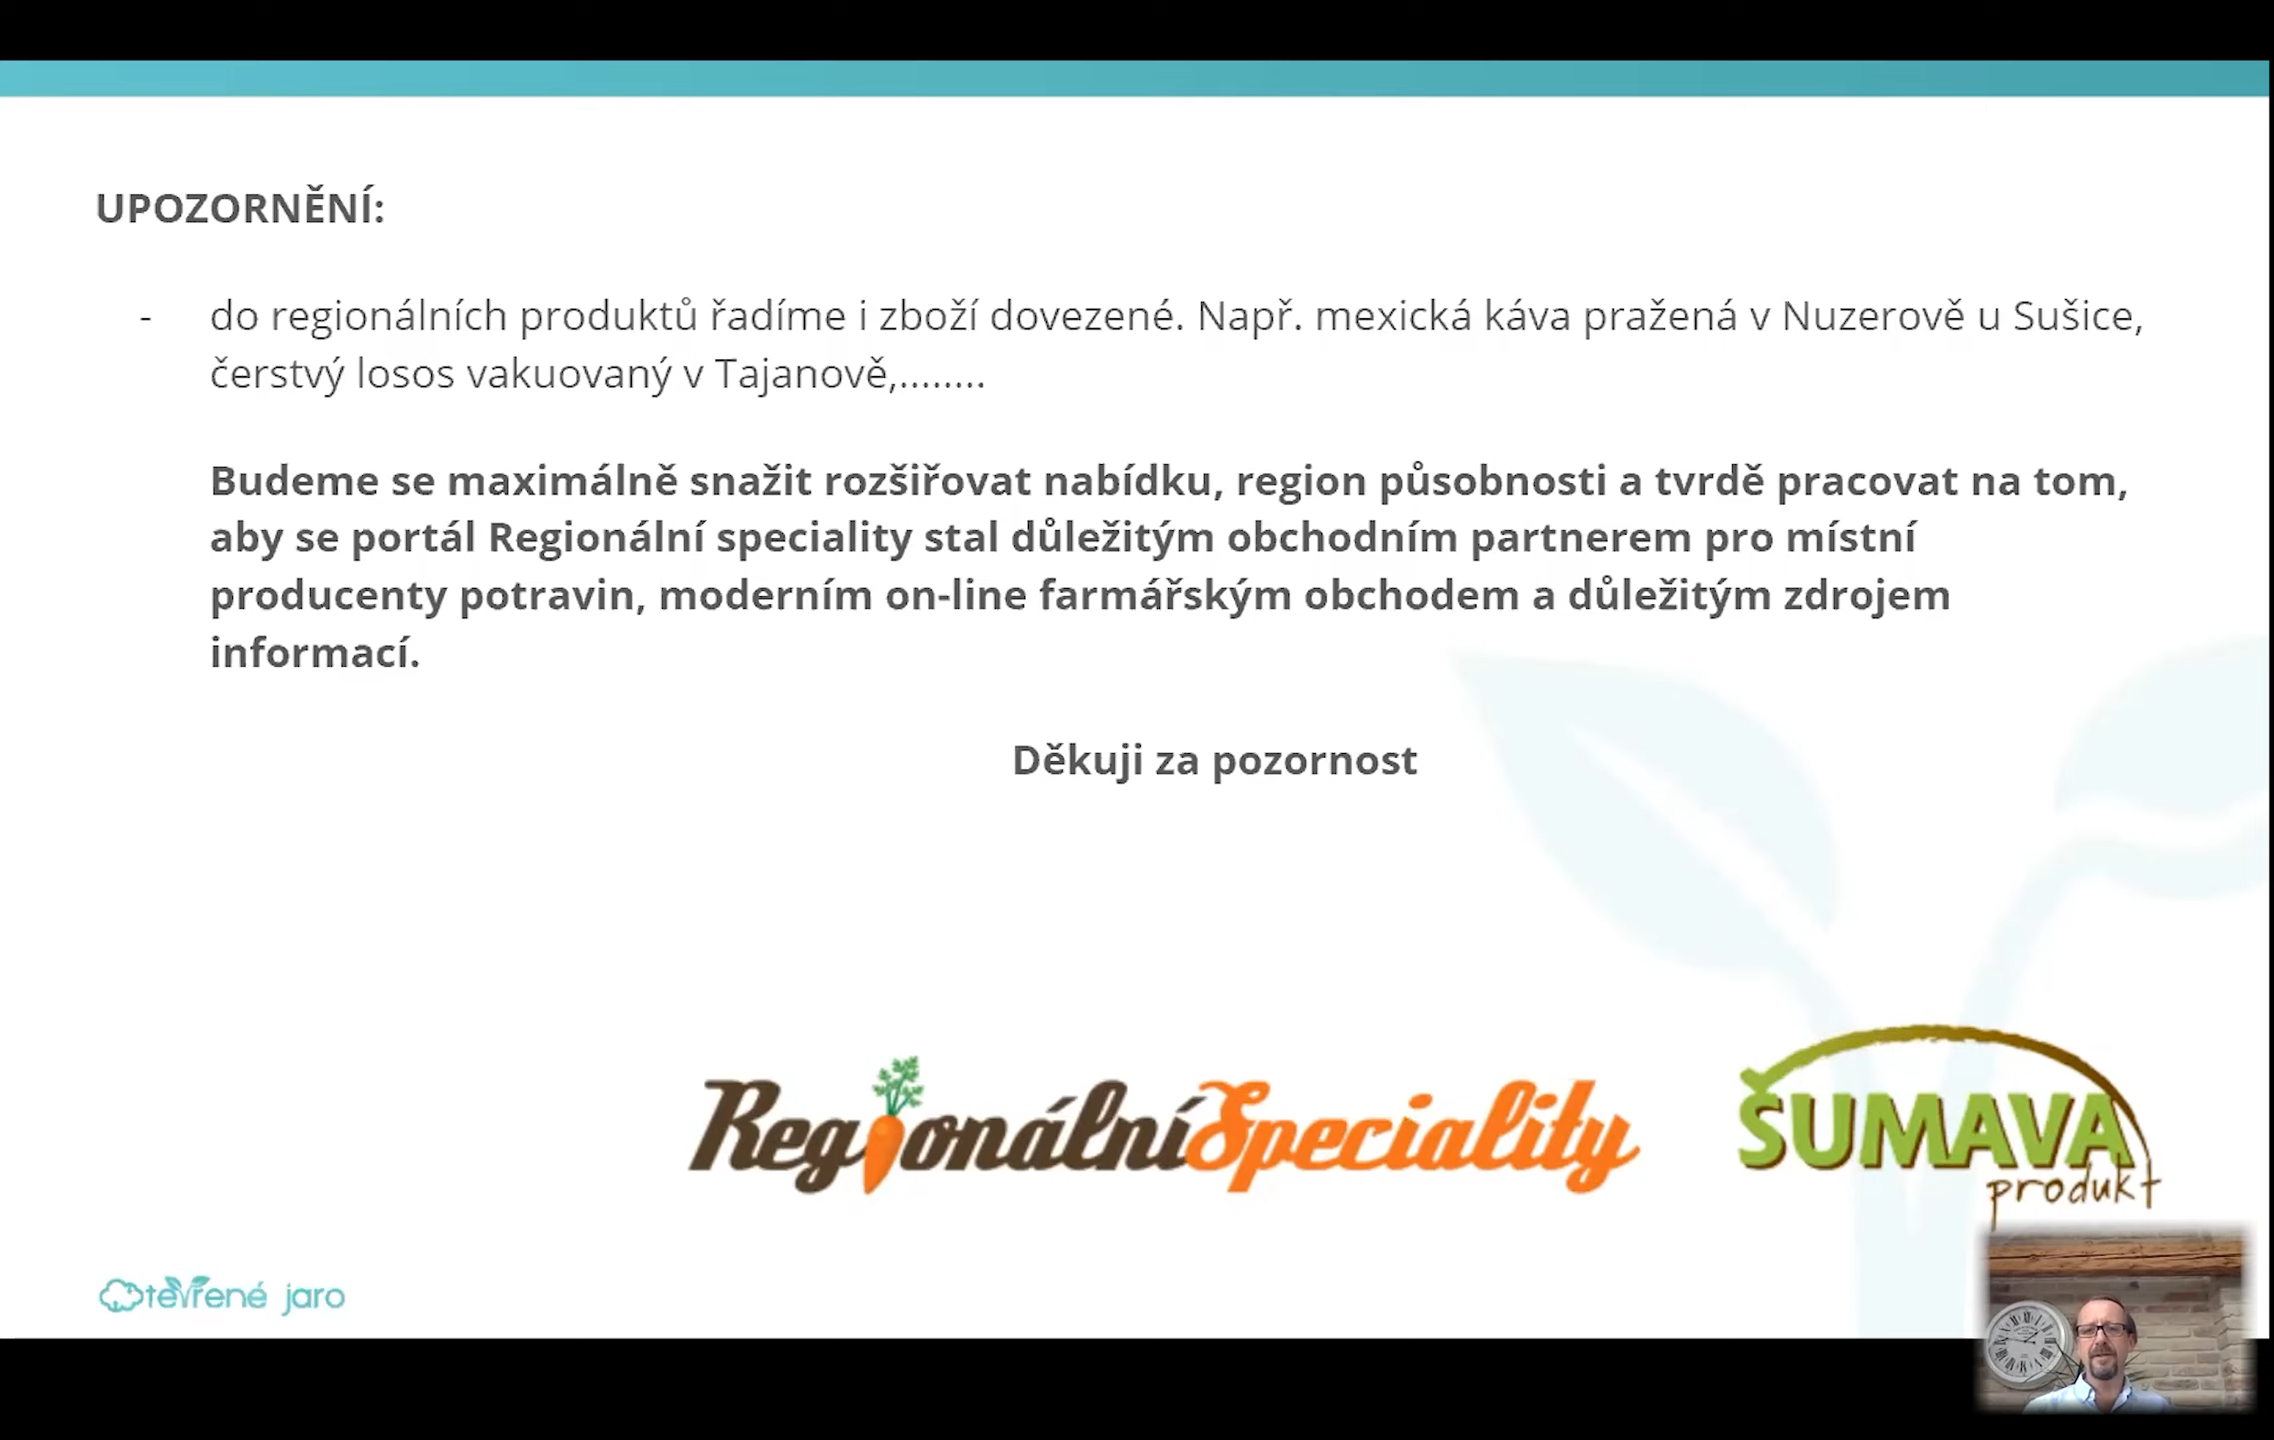 UPOZORNĚNÍ:
- do regionálních produktů řadíme i zboží dovezené. Např. mexická káva pražená v Nuzerově u Sušice,
čerstvý losos vakuovaný v Tajanově,........
Budeme se maximálně snažit rozšiřovat nabídku, region působnosti a tvrdě pracovat na tom,
aby se portál Regionální speciality stal důležitým obchodním partnerem pro místní
producenty potravin, moderním on-line farmářským obchodem a důležitým zdrojem
informací.
Děkuji za pozornost
RegionálníSpeciality
ŠUMAVA
produkt
Otevřené jaro